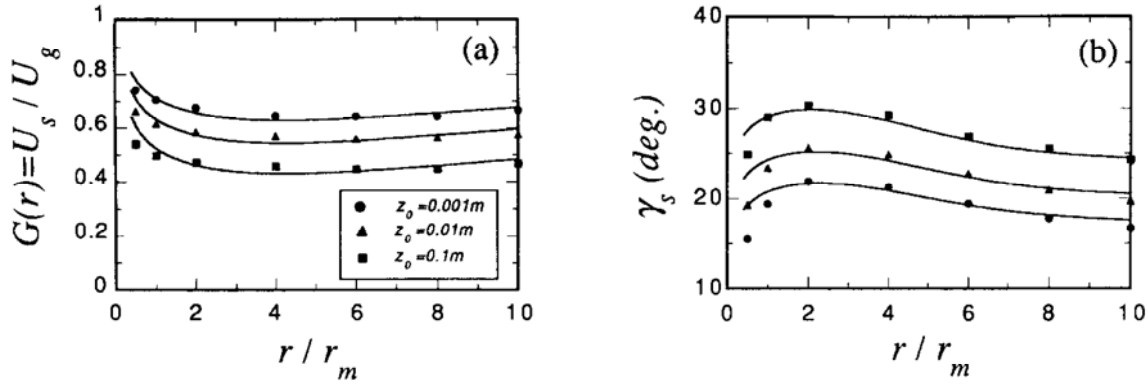 (a)
G(r)=U_s / U_g
1
0.8
0.6
0.4
0.2
0
0 2 4 6 8 10
r / r_m
z_0 =0.001m
z_0 =0.01m
z_0 =0.1m
(b)
γ_s (deg.)
40
30
20
10
0 2 4 6 8 10
r / r_m